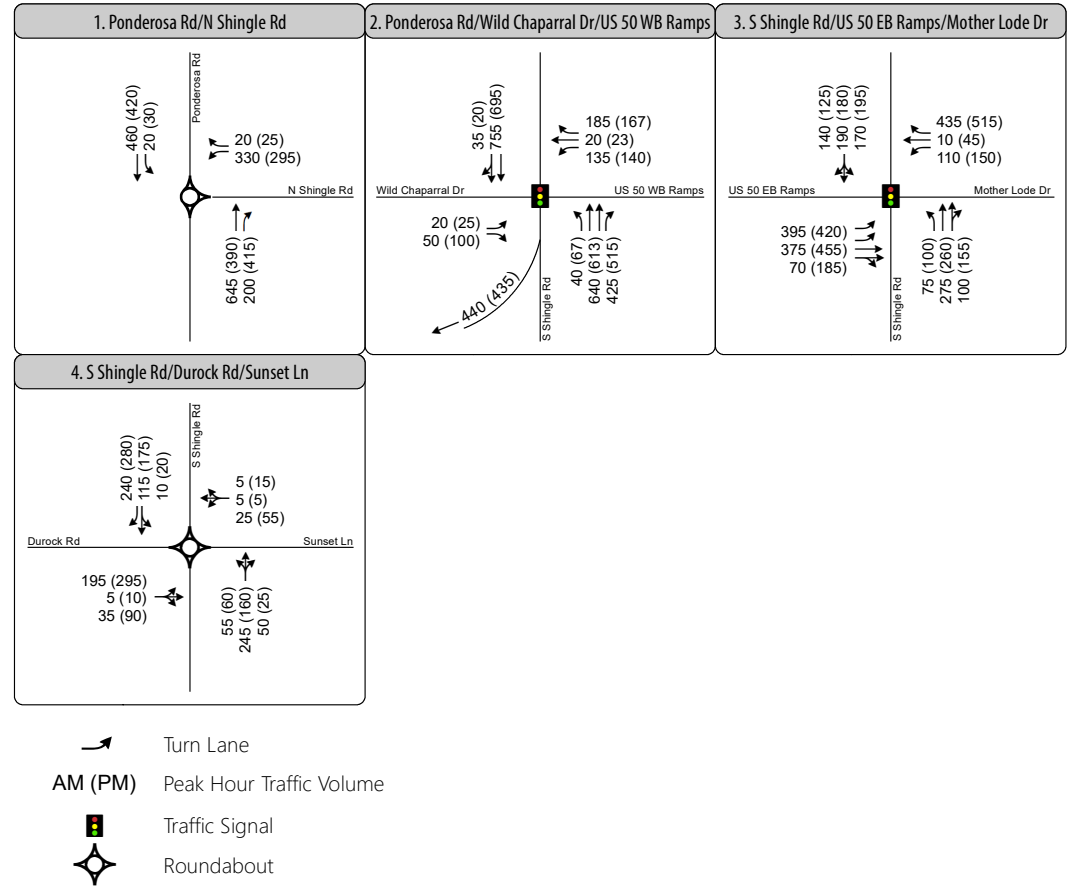 1. Ponderosa Rd/N Shingle Rd
460 (420)
20 (30)
Ponderosa Rd
20 (25)
330 (295)
N Shingle Rd
645 (390)
200 (415)
2. Ponderosa Rd/Wild Chaparral Dr/US 50 WB Ramps
35 (20)
755 (695)
185 (167)
20 (23)
135 (140)
Wild Chaparral Dr
US 50 WB Ramps
20 (25)
50 (100)
440 (435)
S Shingle Rd
40 (67)
640 (613)
425 (515)
3. S Shingle Rd/US 50 EB Ramps/Mother Lode Dr
140 (125)
190 (180)
170 (195)
435 (515)
10 (45)
110 (150)
US 50 EB Ramps
Mother Lode Dr
395 (420)
375 (455)
70 (185)
S Shingle Rd
75 (100)
275 (260)
100 (155)
4. S Shingle Rd/Durock Rd/Sunset Ln
240 (280)
115 (175)
10 (20)
S Shingle Rd
5 (15)
5 (5)
25 (55)
Durock Rd
Sunset Ln
195 (295)
5 (10)
35 (90)
55 (60)
245 (160)
50 (25)
Turn Lane
AM (PM) Peak Hour Traffic Volume
Traffic Signal
Roundabout